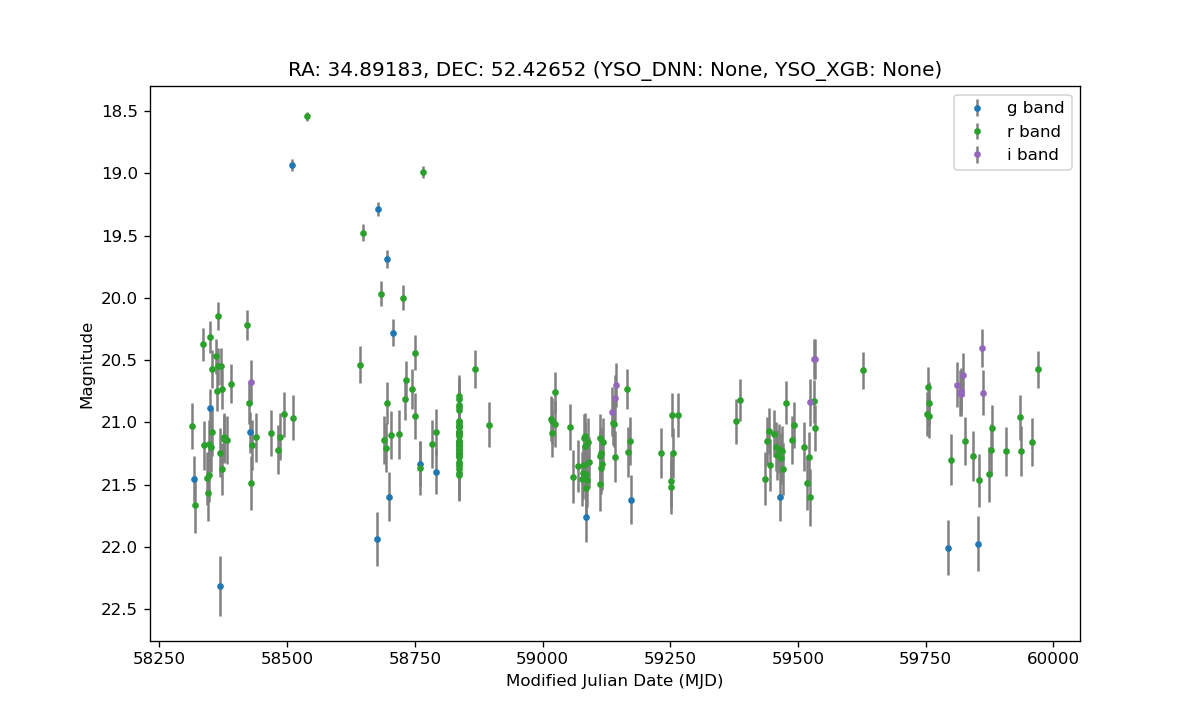 RA: 34.89183, DEC: 52.42652 (YSO_DNN: None, YSO_XGB: None)
g band
r band
i band
Magnitude
18.5
19.0
19.5
20.0
20.5
21.0
21.5
22.0
22.5
58250 58500 58750 59000 59250 59500 59750 60000
Modified Julian Date (MJD)